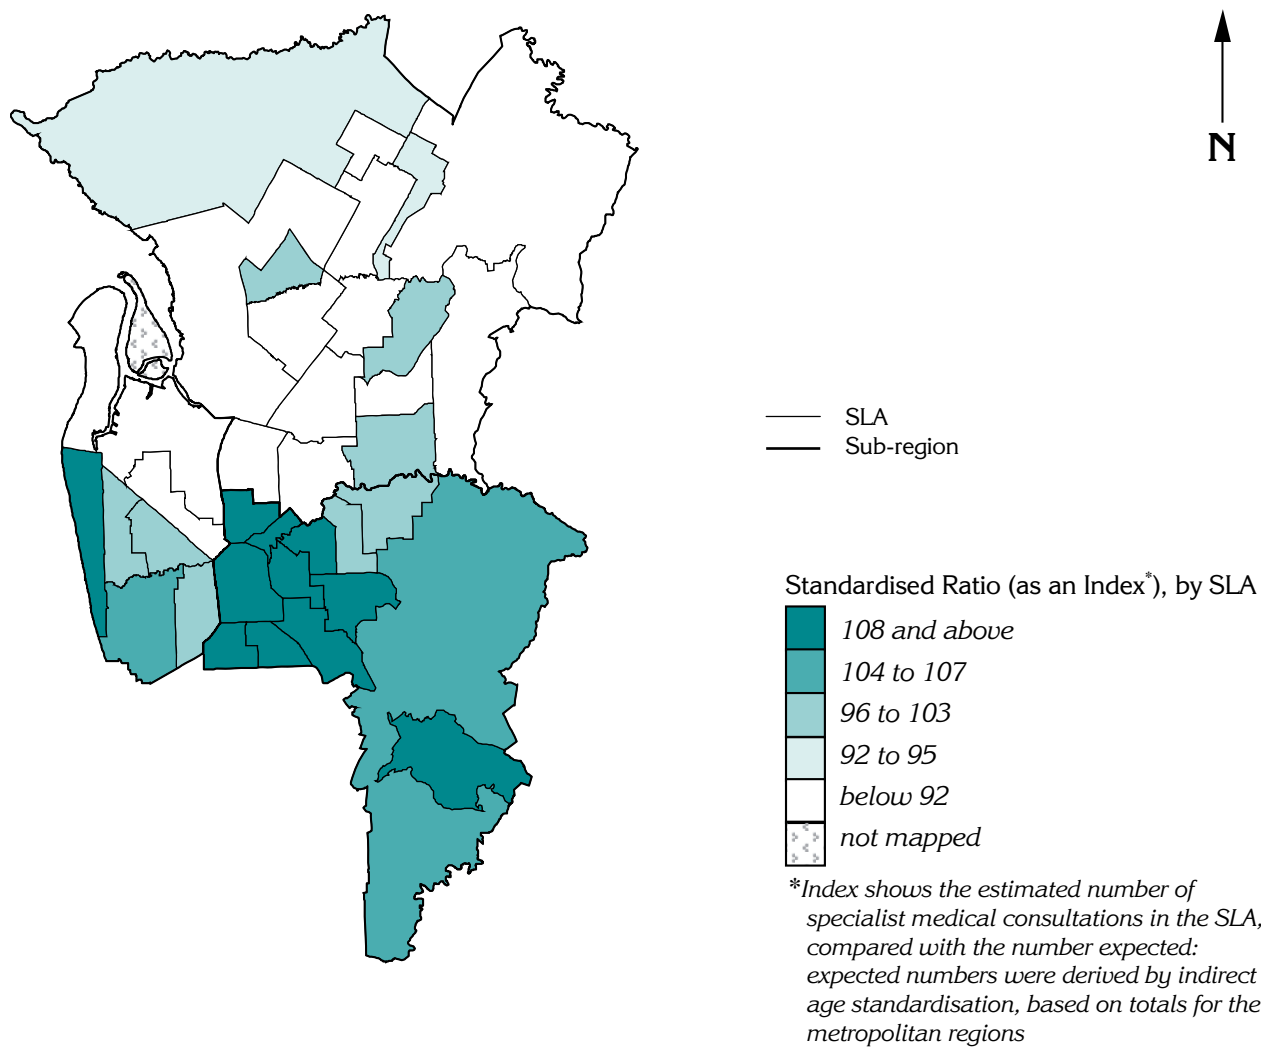 N
SLA
Sub-region
Standardised Ratio (as an Index*), by SLA
108 and above
104 to 107
96 to 103
92 to 95
below 92
not mapped
*Index shows the estimated number of
specialist medical consultations in the SLA,
compared with the number expected:
expected numbers were derived by indirect
age standardisation, based on totals for the
metropolitan regions